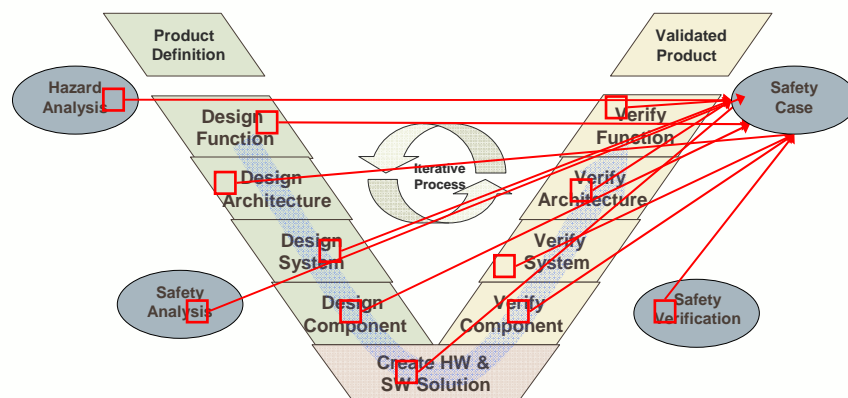 Product
Definition
Validated
Product
Hazard
Analysis
Safety
Case
Design
Function
Verify
Function
Iterative
Process
Design
Architecture
Verify
Architecture
Design
System
Verify
System
Safety
Analysis
Design
Component
Verify
Component
Safety
Verification
Create HW &
SW Solution